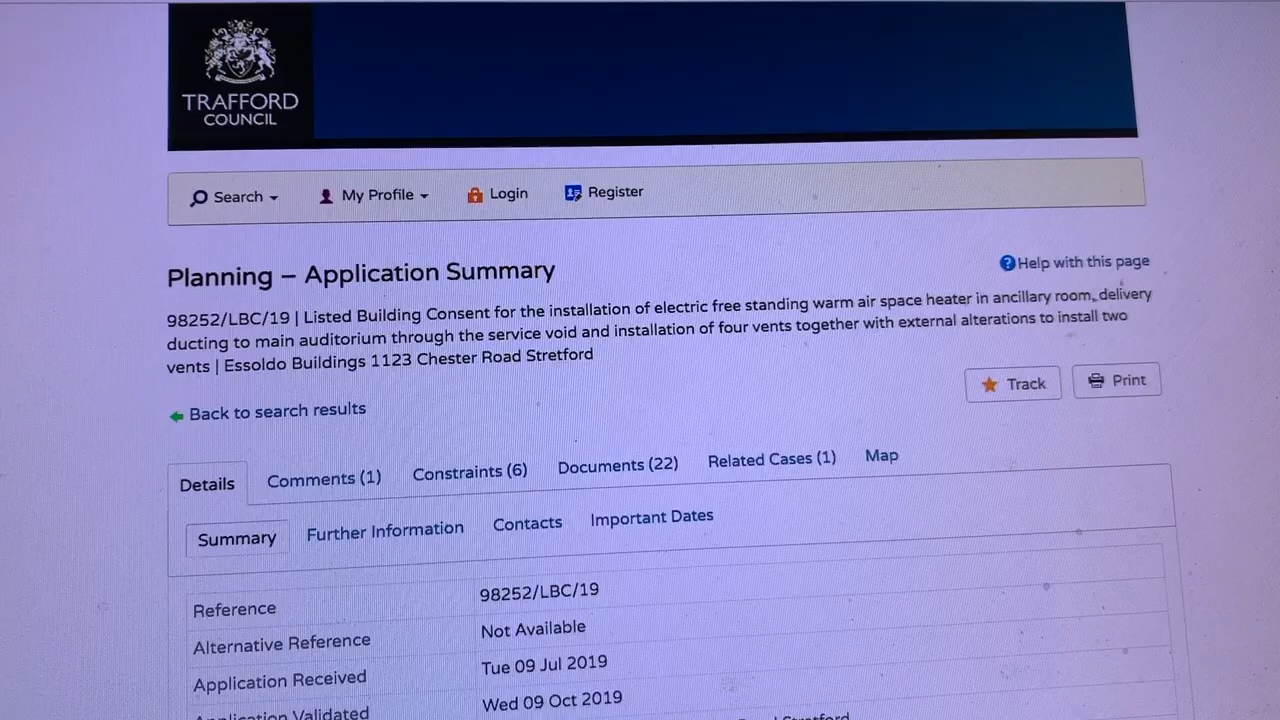 TRAFFORD
COUNCIL
Search
My Profile
Login
Register
Planning – Application Summary
Help with this page
98252/LBC/19 | Listed Building Consent for the installation of electric free standing warm air space heater in ancillary room, delivery
ducting to main auditorium through the service void and installation of four vents together with external alterations to install two
vents | Essoldo Buildings 1123 Chester Road Stretford
Track
Print
Back to search results
Details
Comments (1)
Constraints (6)
Documents (22)
Related Cases (1)
Map
Summary
Further Information
Contacts
Important Dates
Reference
98252/LBC/19
Alternative Reference
Not Available
Application Received
Tue 09 Jul 2019
Application Validated
Wed 09 Oct 2019
Stretford